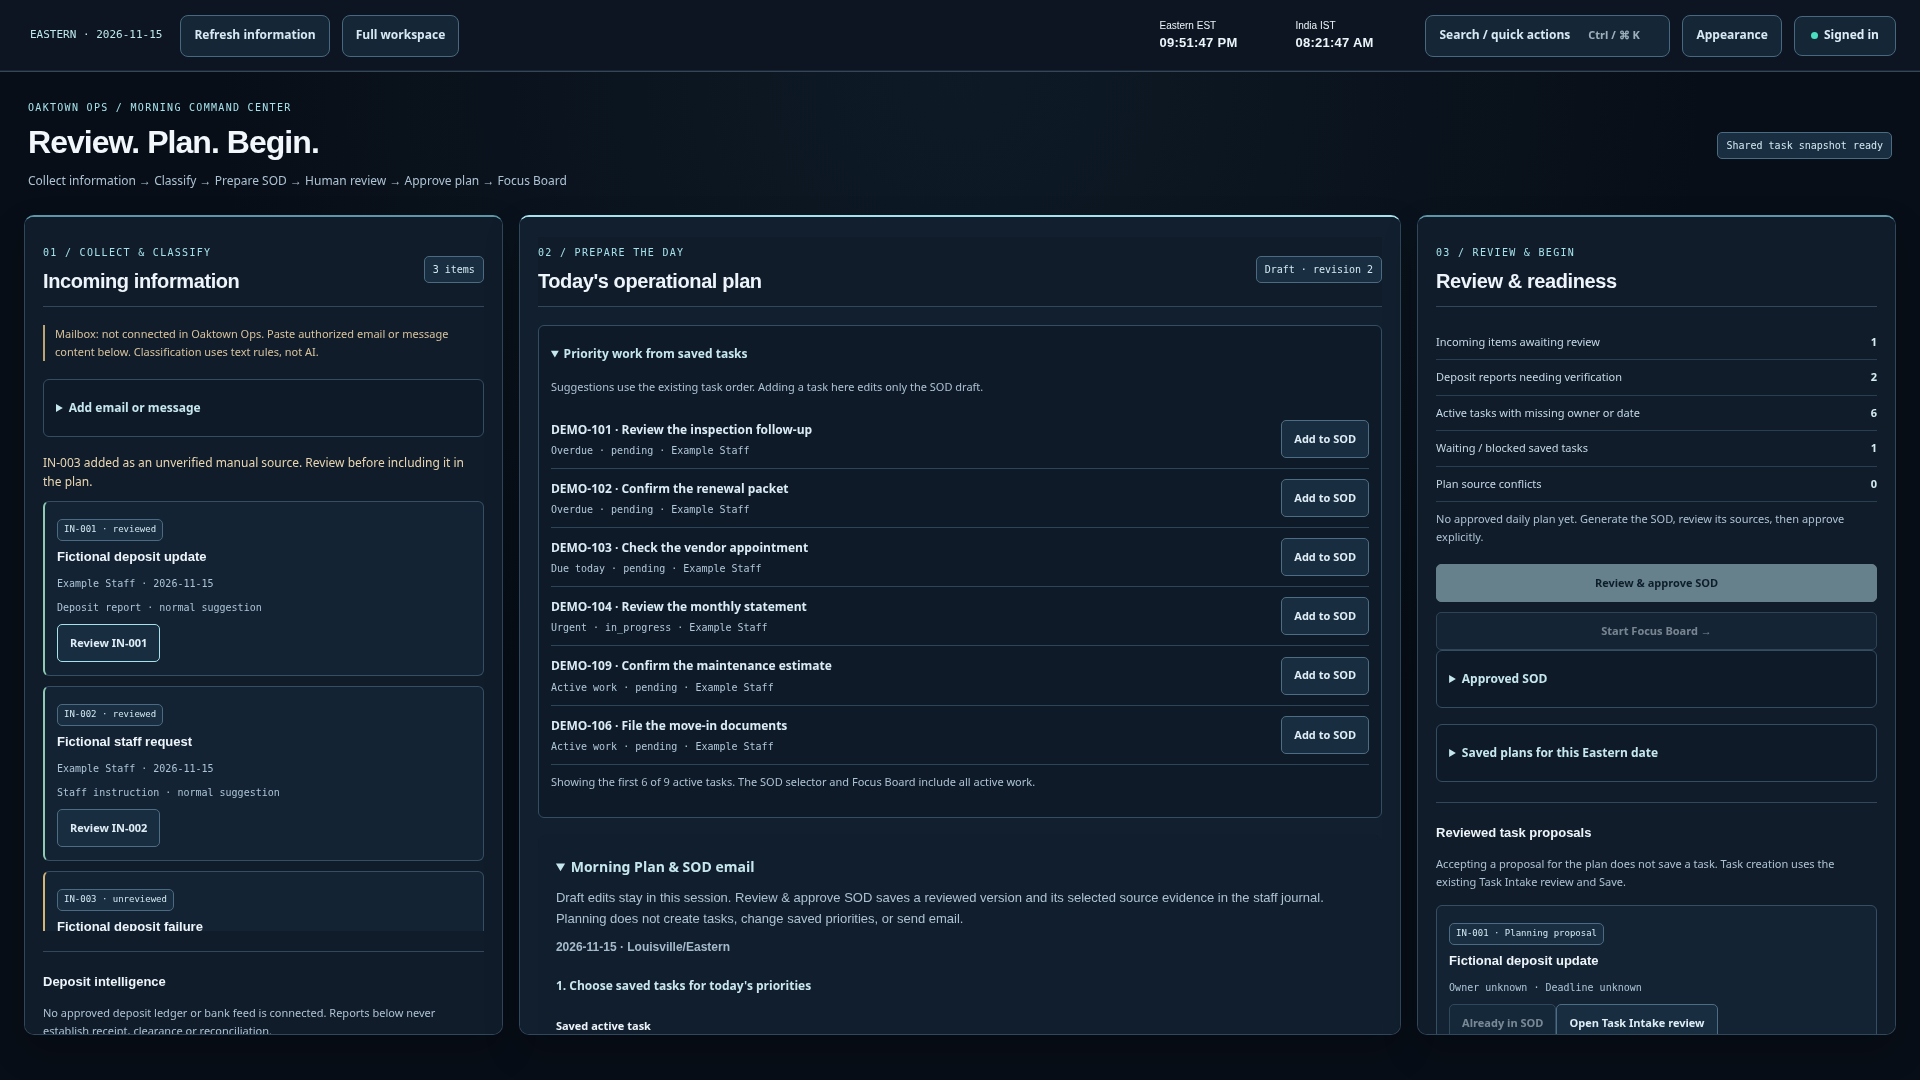 EASTERN · 2026-11-15
Refresh information
Full workspace
Eastern EST
09:51:47 PM
India IST
08:21:47 AM
Search / quick actions Ctrl / ⌘ K
Appearance
Signed in
OAKTOWN OPS / MORNING COMMAND CENTER
Review. Plan. Begin.
Collect information → Classify → Prepare SOD → Human review → Approve plan → Focus Board
Shared task snapshot ready
01 / COLLECT & CLASSIFY
Incoming information
3 items
Mailbox: not connected in Oaktown Ops. Paste authorized email or message
content below. Classification uses text rules, not AI.
▶ Add email or message
IN-003 added as an unverified manual source. Review before including it in
the plan.
IN-001 · reviewed
Fictional deposit update
Example Staff · 2026-11-15
Deposit report · normal suggestion
Review IN-001
IN-002 · reviewed
Fictional staff request
Example Staff · 2026-11-15
Staff instruction · normal suggestion
Review IN-002
IN-003 · unreviewed
Fictional deposit failure
Deposit intelligence
No approved deposit ledger or bank feed is connected. Reports below never
establish receipt, clearance or reconciliation.
02 / PREPARE THE DAY
Today's operational plan
Draft · revision 2
▼ Priority work from saved tasks
Suggestions use the existing task order. Adding a task here edits only the SOD draft.
DEMO-101 · Review the inspection follow-up
Overdue · pending · Example Staff
Add to SOD
DEMO-102 · Confirm the renewal packet
Overdue · pending · Example Staff
Add to SOD
DEMO-103 · Check the vendor appointment
Due today · pending · Example Staff
Add to SOD
DEMO-104 · Review the monthly statement
Urgent · in_progress · Example Staff
Add to SOD
DEMO-109 · Confirm the maintenance estimate
Active work · pending · Example Staff
Add to SOD
DEMO-106 · File the move-in documents
Active work · pending · Example Staff
Add to SOD
Showing the first 6 of 9 active tasks. The SOD selector and Focus Board include all active work.
▼ Morning Plan & SOD email
Draft edits stay in this session. Review & approve SOD saves a reviewed version and its selected source evidence in the staff journal.
Planning does not create tasks, change saved priorities, or send email.
2026-11-15 · Louisville/Eastern
1. Choose saved tasks for today's priorities
Saved active task
03 / REVIEW & BEGIN
Review & readiness
Incoming items awaiting review 1
Deposit reports needing verification 2
Active tasks with missing owner or date 6
Waiting / blocked saved tasks 1
Plan source conflicts 0
No approved daily plan yet. Generate the SOD, review its sources, then approve
explicitly.
Review & approve SOD
Start Focus Board →
▶ Approved SOD
▶ Saved plans for this Eastern date
Reviewed task proposals
Accepting a proposal for the plan does not save a task. Task creation uses the
existing Task Intake review and Save.
IN-001 · Planning proposal
Fictional deposit update
Owner unknown · Deadline unknown
Already in SOD
Open Task Intake review